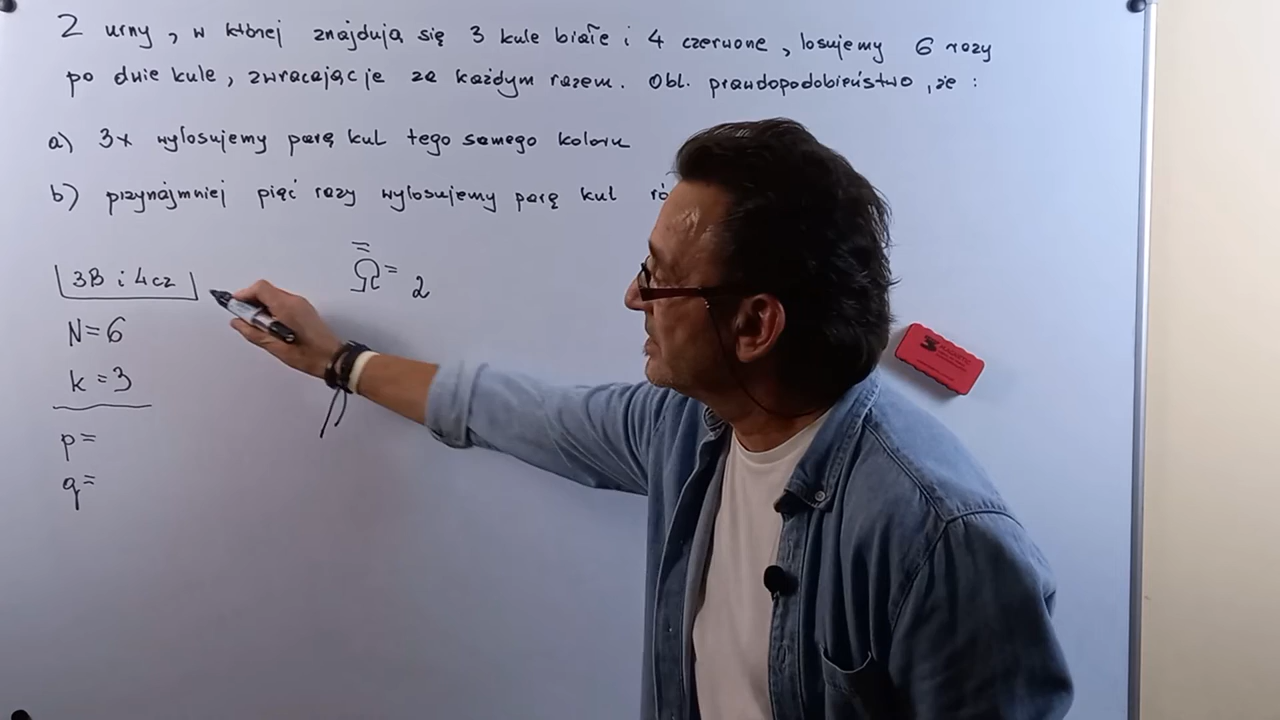 Z urny , w której znajdują się 3 kule białe i 4 czerwone , losujemy 6 razy
po dwie kule , zwracając je za każdym razem . Obl. prawdopodobieństwo , że :
a) 3x wylosujemy parę kul tego samego koloru
b) przynajmniej pięć razy wylosujemy parę kul
3B i 4cz
Ω = 2
N=6
k=3
p=
q=